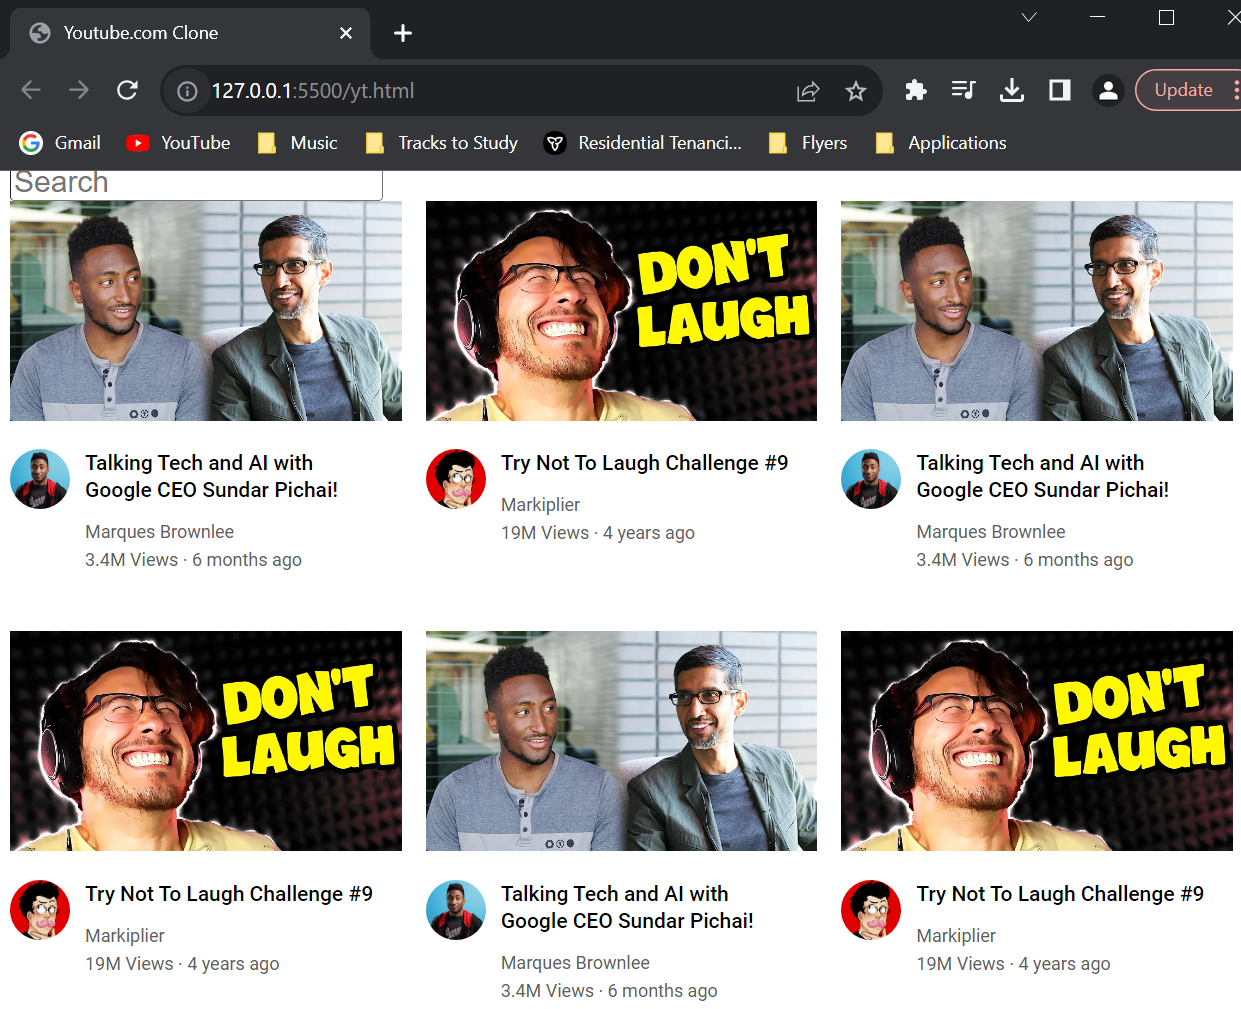 Youtube.com Clone
127.0.0.1:5500/yt.html
Update
Gmail
YouTube
Music
Tracks to Study
Residential Tenanci...
Flyers
Applications
Search
DON'T
LAUGH
Talking Tech and AI with
Google CEO Sundar Pichai!
Marques Brownlee
3.4M Views · 6 months ago
Try Not To Laugh Challenge #9
Markiplier
19M Views · 4 years ago
Talking Tech and AI with
Google CEO Sundar Pichai!
Marques Brownlee
3.4M Views · 6 months ago
DON'T
LAUGH
DON'T
LAUGH
Try Not To Laugh Challenge #9
Markiplier
19M Views · 4 years ago
Talking Tech and AI with
Google CEO Sundar Pichai!
Marques Brownlee
3.4M Views · 6 months ago
Try Not To Laugh Challenge #9
Markiplier
19M Views · 4 years ago